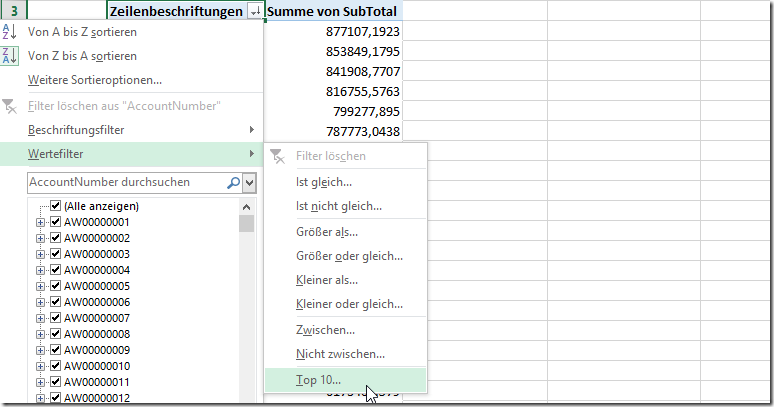 3 Zeilenbeschriftungen Summe von SubTotal
Von A bis Z sortieren
Von Z bis A sortieren
Weitere Sortieroptionen...
Filter löschen aus "AccountNumber"
Beschriftungsfilter
Wertefilter
AccountNumber durchsuchen
(Alle anzeigen)
AW00000001
AW00000002
AW00000003
AW00000004
AW00000005
AW00000006
AW00000007
AW00000008
AW00000009
AW00000010
AW00000011
AW00000012
877107,1923
853849,1795
841908,7707
816755,5763
799277,895
787773,0438
Filter löschen
Ist gleich...
Ist nicht gleich...
Größer als...
Größer oder gleich...
Kleiner als...
Kleiner oder gleich...
Zwischen...
Nicht zwischen...
Top 10...